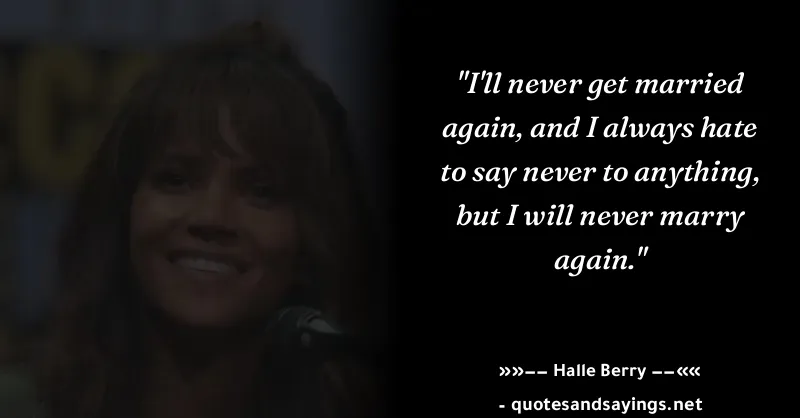 "I'll never get married
again, and I always hate
to say never to anything,
but I will never marry
again."
»»−− Halle Berry −−««
- quotesandsayings.net